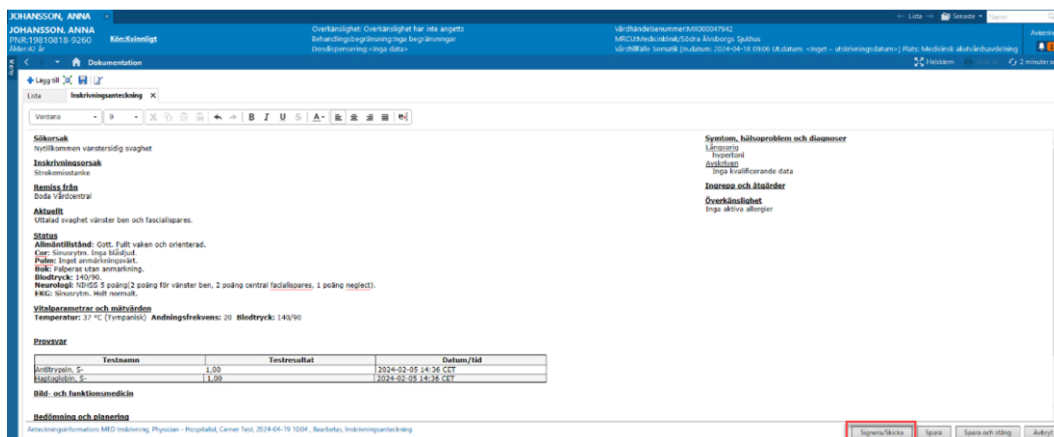 JOHANSSON, ANNA
Lista
Senaste
Namn
JOHANSSON, ANNA
PNR:19810818-9260
Kön:Kvinnligt
Ålder:42 år
Överkänslighet: Överkänslighet har inte angetts
Behandlingsbegränsning:Inga begränsningar
Dosdispensering:<Inga data>
Vårdhändelsenummer:MX000047942
MRCU:Medicinklinik/Södra Älvsborgs Sjukhus
Vårdtillfälle Somatik [In.datum: 2024-04-18 09:06 Ut.datum: <Inget – utskrivningsdatum>] Plats: Medicinsk akutvårdsavdelning
Meny
Dokumentation
Helskärm
2 minuter s
Lägg till
Lista
Inskrivningsanteckning
Verdana
9
B I U S A
Sökorsak
Nytillkommen vänstersidig svaghet
Inskrivningsorsak
Strokemisstanke
Remiss från
Boda Vårdcentral
Aktuellt
Uttalad svaghet vänster ben och fascialispares.
Status
Allmäntillstånd: Gott. Fullt vaken och orienterad.
Cor: Sinusrytm. Inga blåsljud.
Pulm: Inget anmärkningsvärt.
Buk: Palperas utan anmärkning.
Blodtryck: 140/90.
Neurologi: NIHSS 5 poäng(2 poäng för vänster ben, 2 poäng central facialispares, 1 poäng neglect).
EKG: Sinusrytm. Helt normalt.
Vitalparametrar och mätvärden
Temperatur: 37 °C (Tympanisk) Andningsfrekvens: 20 Blodtryck: 140/90
Provsvar
Testnamn Testresultat Datum/tid
Antitrypsin, S- 1,00 2024-02-05 14:36 CET
Haptoglobin, S- 1,00 2024-02-05 14:36 CET
Bild- och funktionsmedicin
Bedömning och planering
Symtom, hälsoproblem och diagnoser
Långvarig
hypertoni
Avskriven
Inga kvalificerande data
Ingrepp och åtgärder
Överkänslighet
Inga aktiva allergier
Anteckningsinformation: MED Inskrivning, Physician - Hospitalist, Cerner Test, 2024-04-19 10:04 , Bearbetas, Inskrivningsanteckning
Signera/Skicka
Spara
Spara och stäng
Avbryt